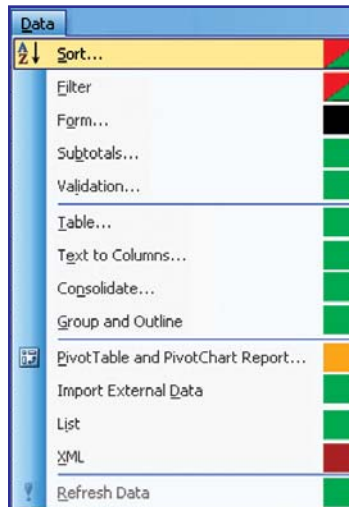 Data
Sort...
Filter
Form...
Subtotals...
Validation...
Table...
Text to Columns...
Consolidate...
Group and Outline
PivotTable and PivotChart Report...
Import External Data
List
XML
Refresh Data